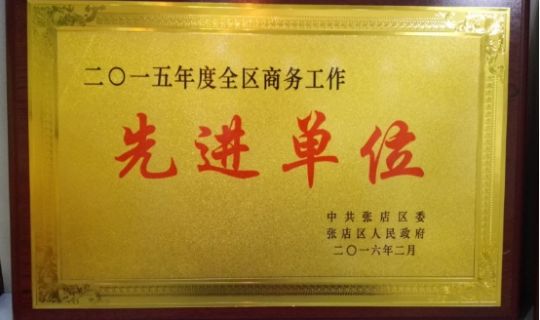 二〇一五年度全区商务工作
先进单位
中共张店区委
张店区人民政府
二〇一六年二月